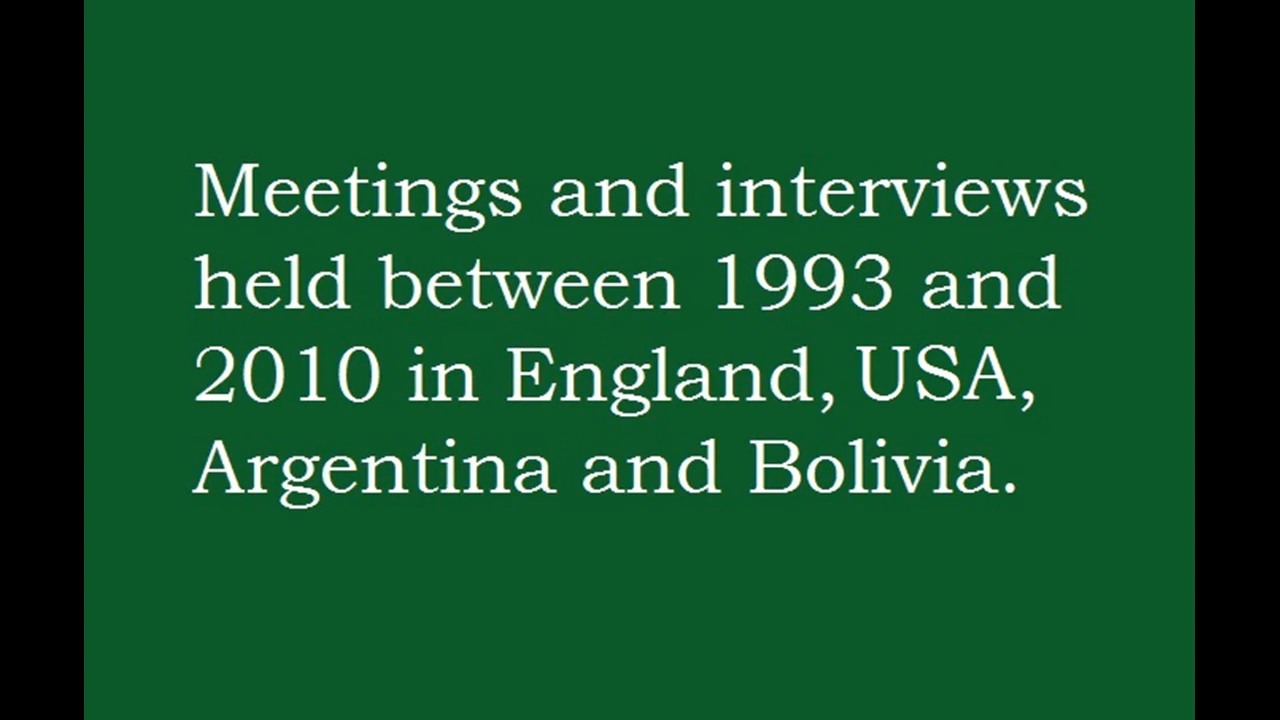 Meetings and interviews
held between 1993 and
2010 in England, USA,
Argentina and Bolivia.